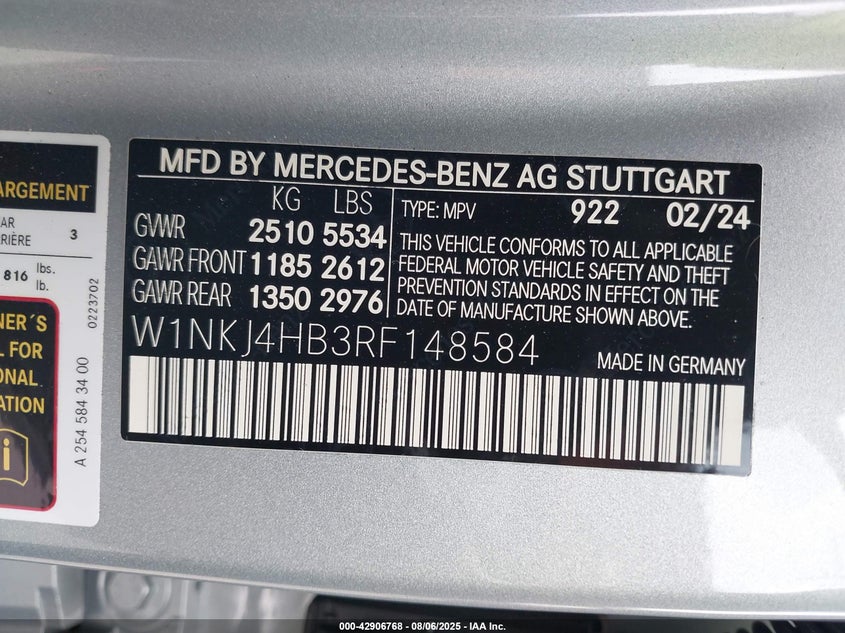 ARGEMENT
AR
RIÈRE 3
816 lbs.
lb.
0223702
NER´S
L FOR
ONAL
ATION
i
A 254 584 34 00
MFD BY MERCEDES-BENZ AG STUTTGART
KG LBS
GVWR 2510 5534
GAWR FRONT 1185 2612
GAWR REAR 1350 2976
TYPE: MPV 922 02/24
THIS VEHICLE CONFORMS TO ALL APPLICABLE
FEDERAL MOTOR VEHICLE SAFETY AND THEFT
PREVENTION STANDARDS IN EFFECT ON THE
DATE OF MANUFACTURE SHOWN ABOVE.
W1NKJ4HB3RF148584
MADE IN GERMANY
000-42906768 - 08/06/2025 - IAA Inc.